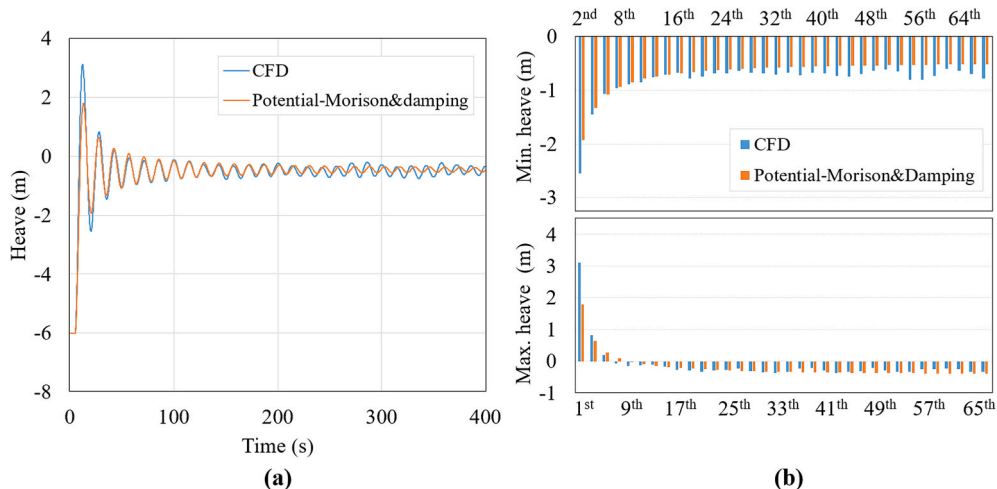 (a)
4
2
0
-2
-4
-6
-8
Heave (m)
CFD
Potential-Morison&damping
0 100 200 300 400
Time (s)
(a)
(b)
2nd 8th 16th 24th 32th 40th 48th 56th 64th
0
-1
-2
-3
Min. heave (m)
CFD
Potential-Morison&Damping
4
3
2
1
0
-1
Max. heave (m)
1st 9th 17th 25th 33th 41th 49th 57th 65th
(b)